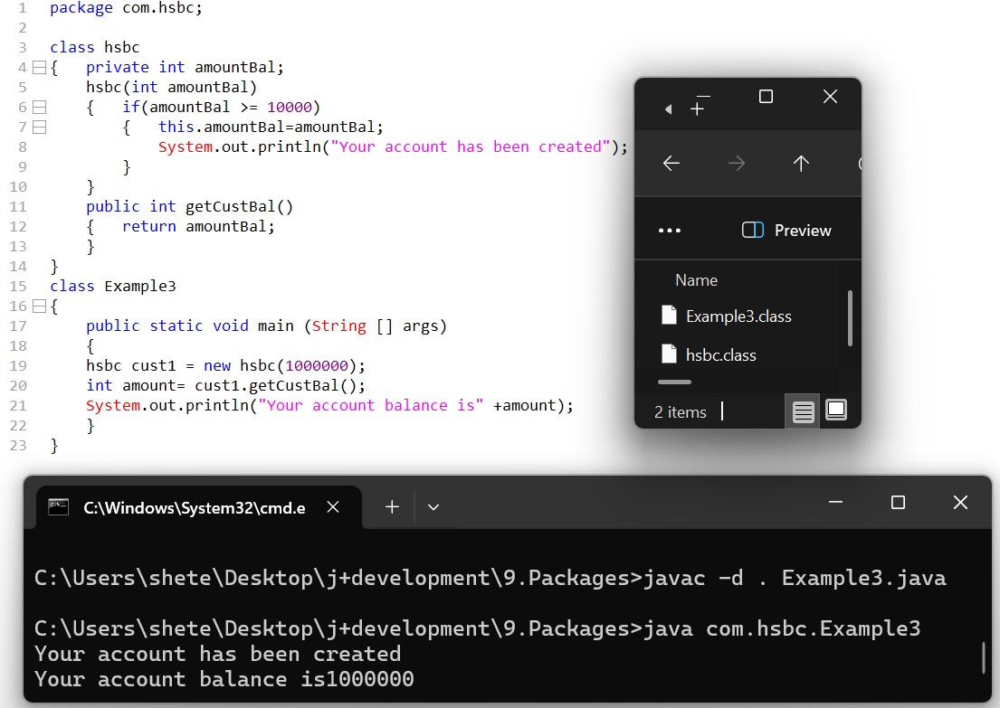 1 package com.hsbc;
2
3 class hsbc
4 { private int amountBal;
5 hsbc(int amountBal)
6 { if(amountBal >= 10000)
7 { this.amountBal=amountBal;
8 System.out.println("Your account has been created");
9 }
10 }
11 public int getCustBal()
12 { return amountBal;
13 }
14 }
15 class Example3
16 {
17 public static void main (String [] args)
18 {
19 hsbc cust1 = new hsbc(1000000);
20 int amount= cust1.getCustBal();
21 System.out.println("Your account balance is" +amount);
22 }
23 }
Preview
Name
Example3.class
hsbc.class
2 items
C:\Windows\System32\cmd.e
C:\Users\shete\Desktop\j+development\9.Packages>javac -d . Example3.java
C:\Users\shete\Desktop\j+development\9.Packages>java com.hsbc.Example3
Your account has been created
Your account balance is1000000